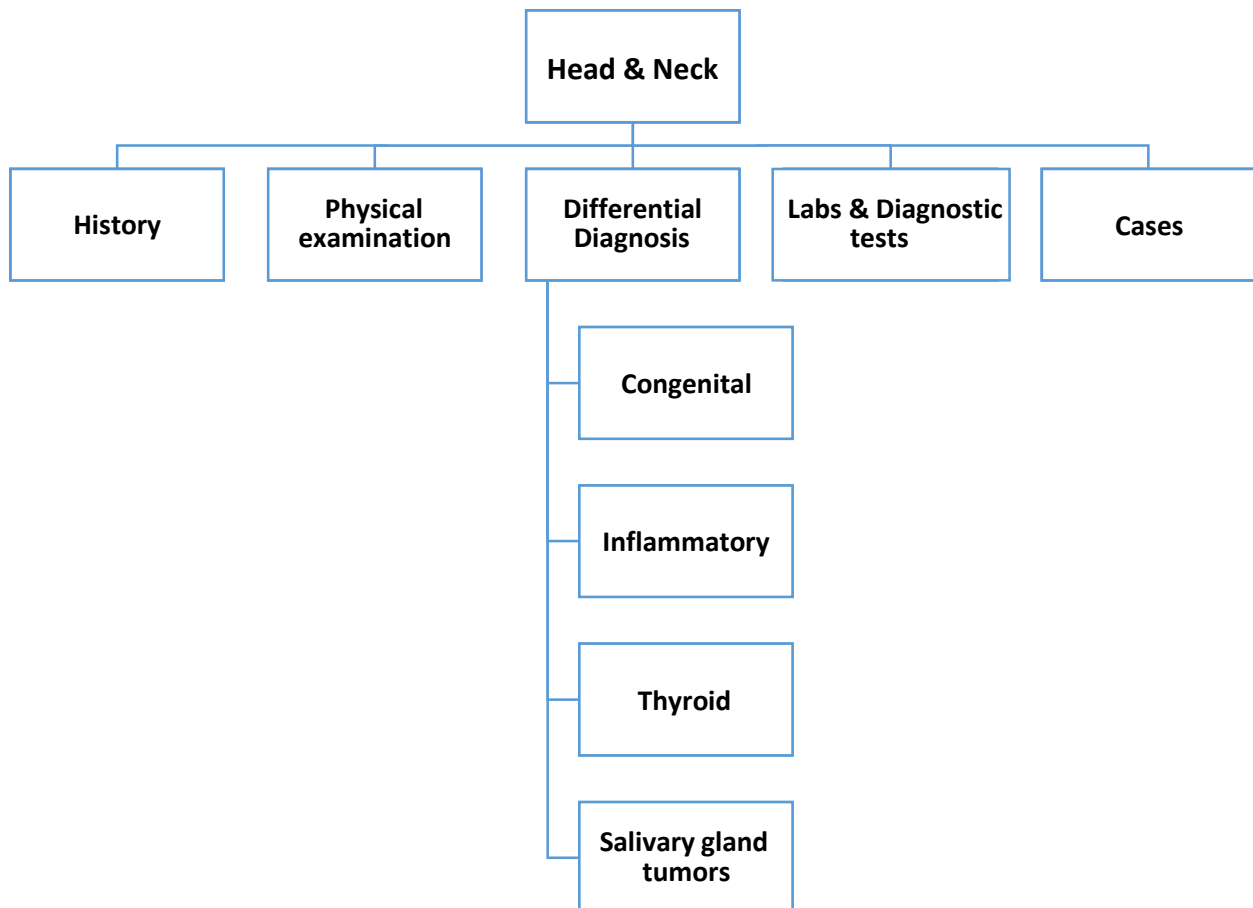 Head & Neck
History
Physical
examination
Differential
Diagnosis
Labs & Diagnostic
tests
Cases
Congenital
Inflammatory
Thyroid
Salivary gland
tumors